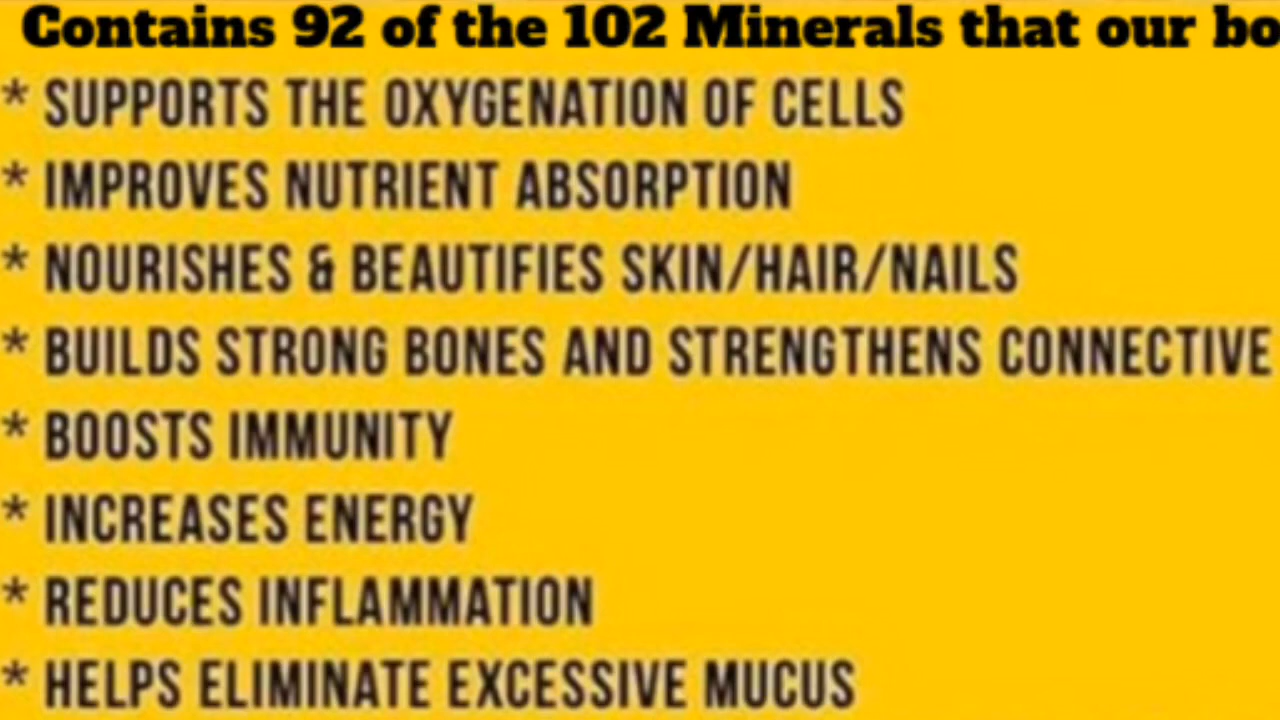 Contains 92 of the 102 Minerals that our bo
* SUPPORTS THE OXYGENATION OF CELLS
* IMPROVES NUTRIENT ABSORPTION
* NOURISHES & BEAUTIFIES SKIN/HAIR/NAILS
* BUILDS STRONG BONES AND STRENGTHENS CONNECTIVE
* BOOSTS IMMUNITY
* INCREASES ENERGY
* REDUCES INFLAMMATION
* HELPS ELIMINATE EXCESSIVE MUCUS